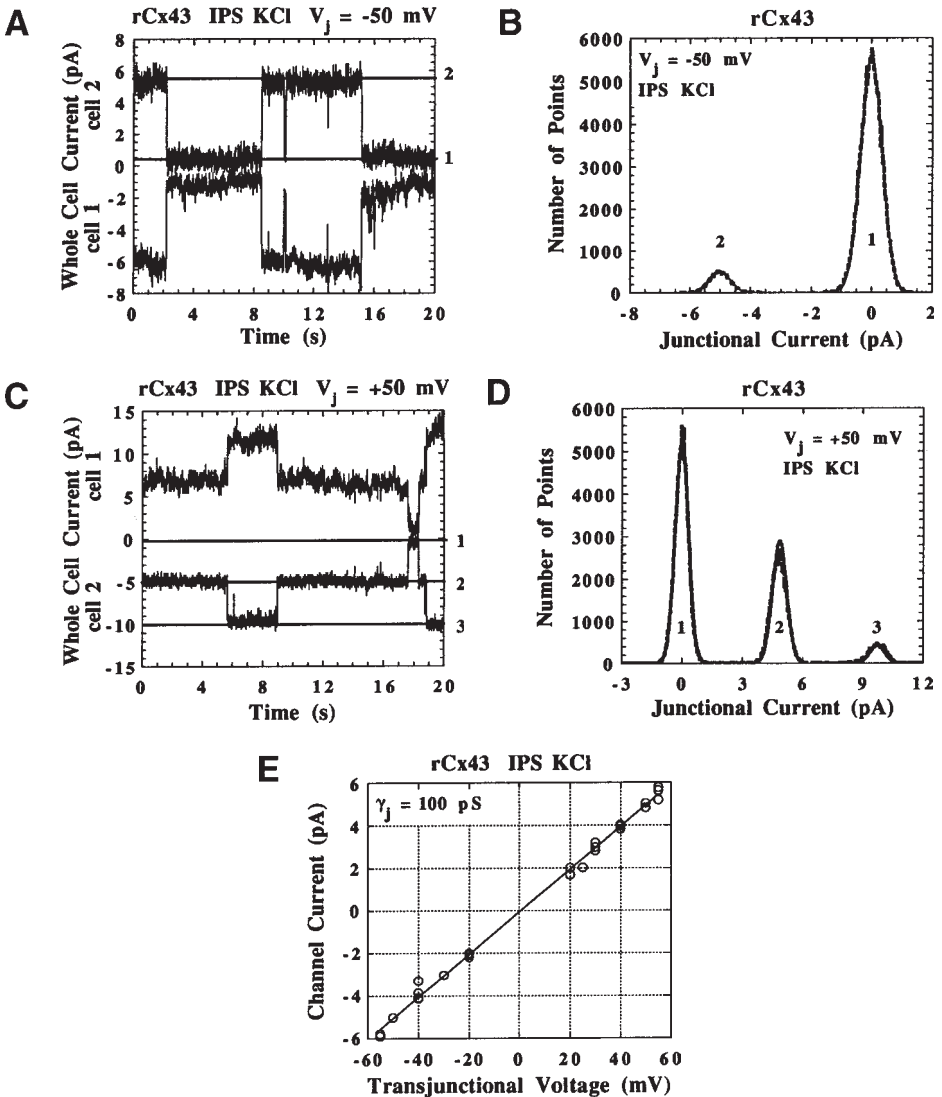 A
rCx43 IPS KCl Vj = -50 mV
Whole Cell Current (pA)
cell 1 cell 2
8
6
4
2
0
-2
-4
-6
-8
2
1
0 4 8 12 16 20
Time (s)
B
rCx43
Vj = -50 mV
IPS KCl
Number of Points
6000
5000
4000
3000
2000
1000
0
2
1
-8 -6 -4 -2 0 2
Junctional Current (pA)
C
rCx43 IPS KCl Vj = +50 mV
Whole Cell Current (pA)
cell 2 cell 1
15
10
5
0
-5
-10
-15
1
2
3
0 4 8 12 16 20
Time (s)
D
rCx43
Vj = +50 mV
IPS KCl
Number of Points
6000
5000
4000
3000
2000
1000
0
1 2 3
-3 0 3 6 9 12
Junctional Current (pA)
E
rCx43 IPS KCl
γj = 100 pS
Channel Current (pA)
6
4
2
0
-2
-4
-6
-60 -40 -20 0 20 40 60
Transjunctional Voltage (mV)